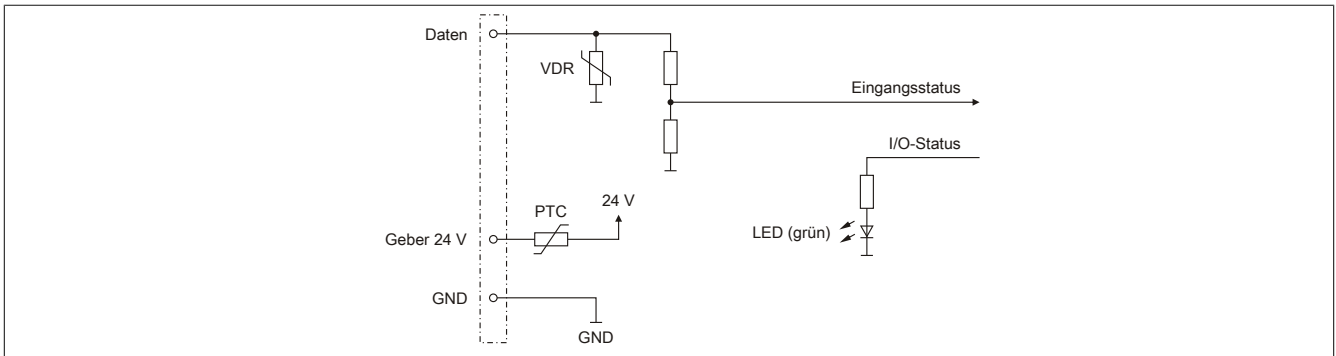 Daten
VDR
Eingangsstatus
I/O-Status
24 V
PTC
LED (grün)
Geber 24 V
GND
GND